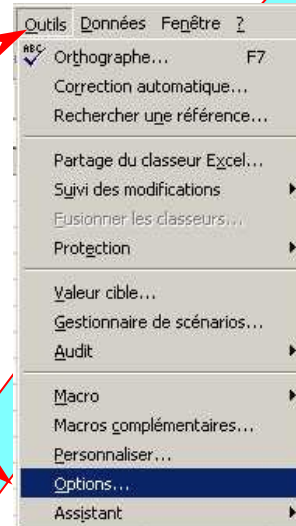 Outils Données Fenêtre ?
ABC Orthographe... F7
Correction automatique...
Rechercher une référence...
Partage du classeur Excel...
Suivi des modifications
Fusionner les classeurs...
Protection
Valeur cible...
Gestionnaire de scénarios...
Audit
Macro
Macros complémentaires...
Personnaliser...
Options...
Assistant